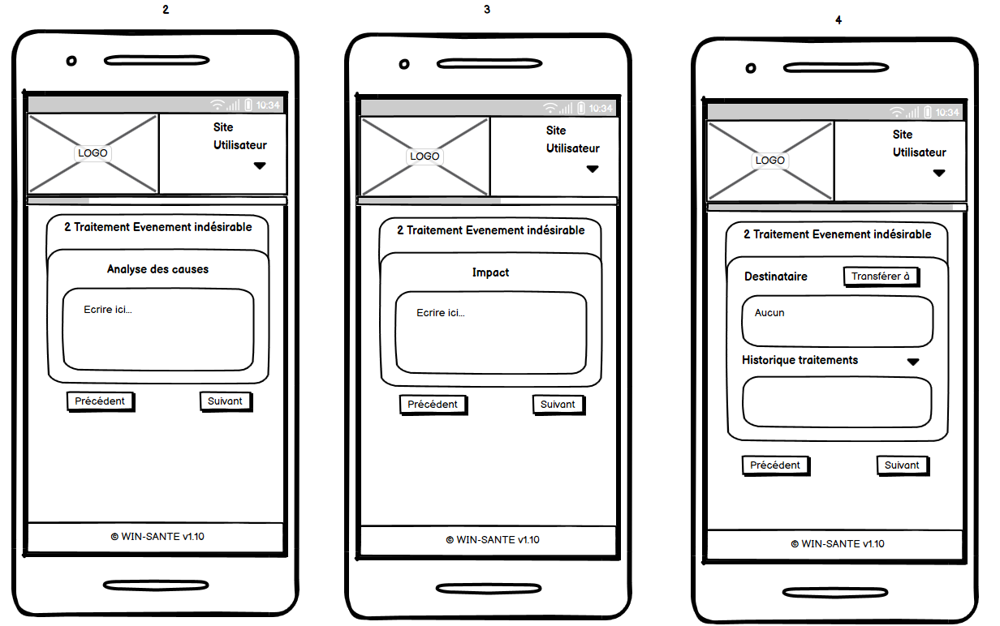 2
10:34
LOGO
Site
Utilisateur
2 Traitement Evenement indésirable
Analyse des causes
Ecrire ici...
Précédent
Suivant
© WIN-SANTE v1.10
3
10:34
LOGO
Site
Utilisateur
2 Traitement Evenement indésirable
Impact
Ecrire ici...
Précédent
Suivant
© WIN-SANTE v1.10
4
10:34
LOGO
Site
Utilisateur
2 Traitement Evenement indésirable
Destinataire
Transférer à
Aucun
Historique traitements
Précédent
Suivant
© WIN-SANTE v1.10